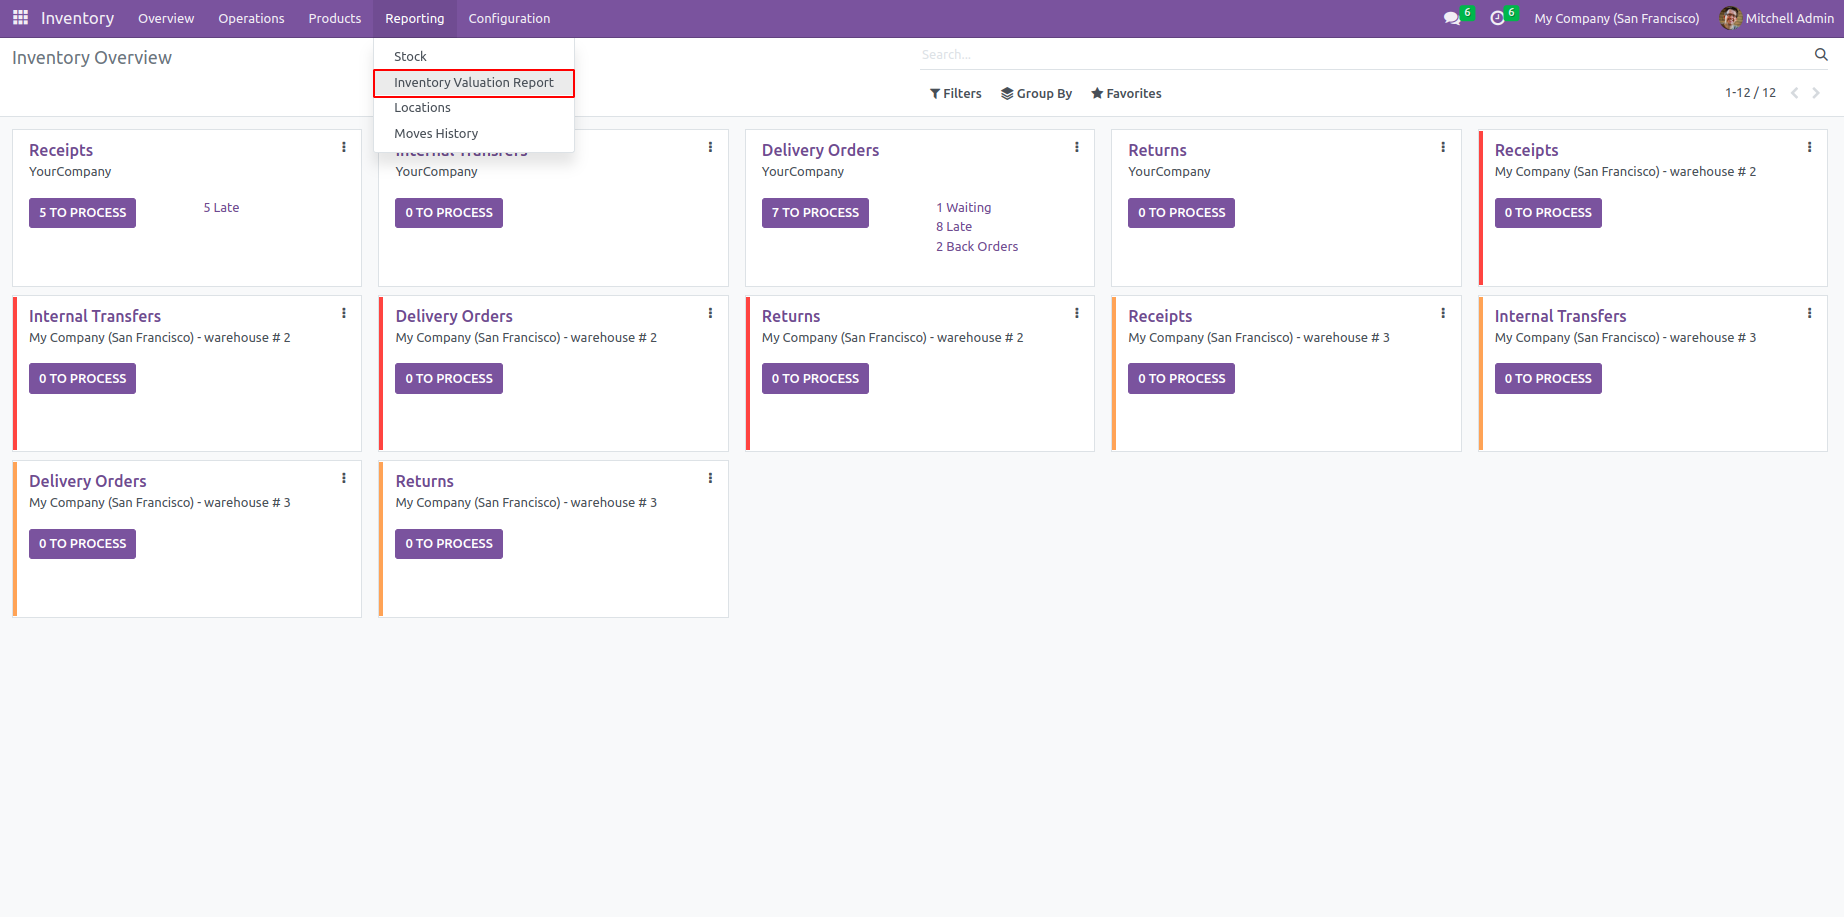 Inventory Overview Operations Products Reporting Configuration 6 6 My Company (San Francisco) Mitchell Admin
Inventory Overview
Search...
Stock
Inventory Valuation Report
Locations
Moves History
Filters Group By Favorites 1-12 / 12
Receipts
YourCompany
5 TO PROCESS
5 Late
Internal Transfers
YourCompany
0 TO PROCESS
Delivery Orders
YourCompany
7 TO PROCESS
1 Waiting
8 Late
2 Back Orders
Returns
YourCompany
0 TO PROCESS
Receipts
My Company (San Francisco) - warehouse # 2
0 TO PROCESS
Internal Transfers
My Company (San Francisco) - warehouse # 2
0 TO PROCESS
Delivery Orders
My Company (San Francisco) - warehouse # 2
0 TO PROCESS
Returns
My Company (San Francisco) - warehouse # 2
0 TO PROCESS
Receipts
My Company (San Francisco) - warehouse # 3
0 TO PROCESS
Internal Transfers
My Company (San Francisco) - warehouse # 3
0 TO PROCESS
Delivery Orders
My Company (San Francisco) - warehouse # 3
0 TO PROCESS
Returns
My Company (San Francisco) - warehouse # 3
0 TO PROCESS